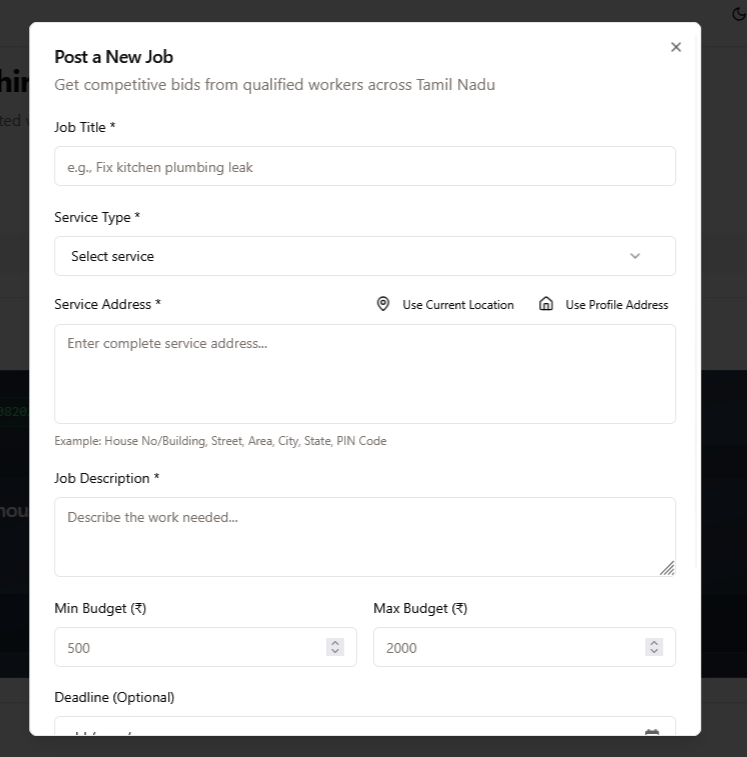 Post a New Job
Get competitive bids from qualified workers across Tamil Nadu
Job Title *
e.g., Fix kitchen plumbing leak
Service Type *
Select service
Service Address * Use Current Location Use Profile Address
Enter complete service address...
Example: House No/Building, Street, Area, City, State, PIN Code
Job Description *
Describe the work needed...
Min Budget (₹) Max Budget (₹)
500 2000
Deadline (Optional)